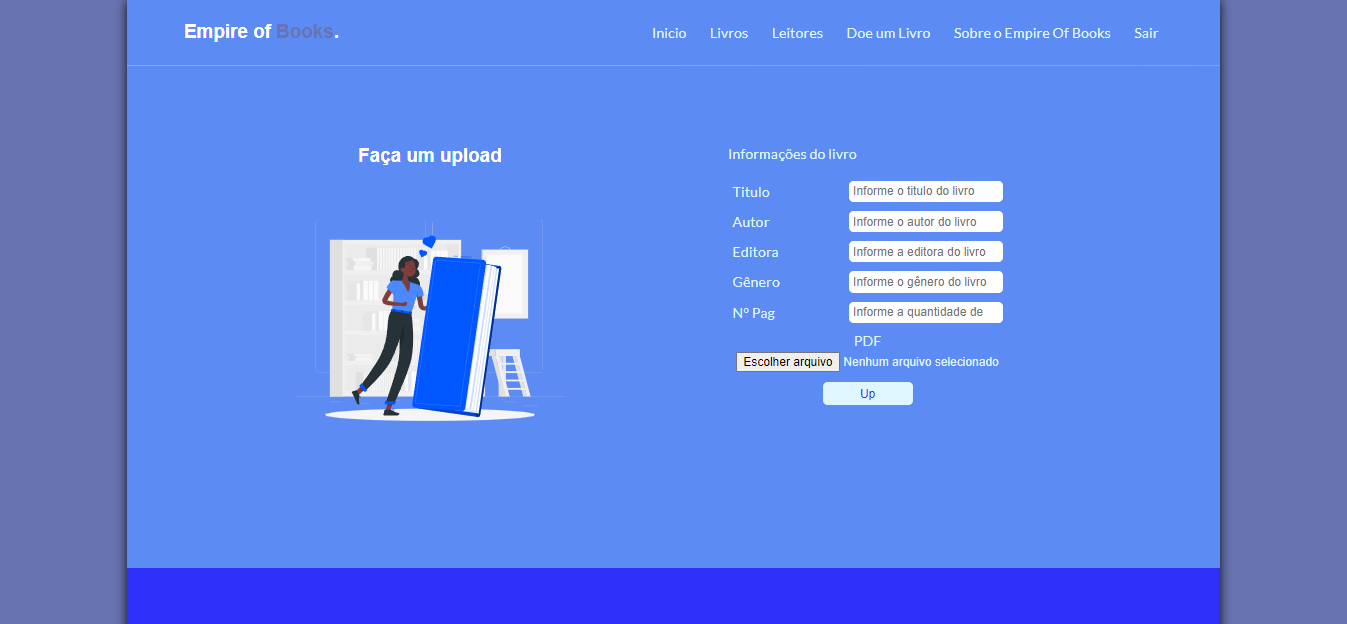 Empire of Books.
Inicio Livros Leitores Doe um Livro Sobre o Empire Of Books Sair
Faça um upload
Informações do livro
Titulo Informe o titulo do livro
Autor Informe o autor do livro
Editora Informe a editora do livro
Gênero Informe o gênero do livro
Nº Pag Informe a quantidade de
PDF
Escolher arquivo Nenhum arquivo selecionado
Up